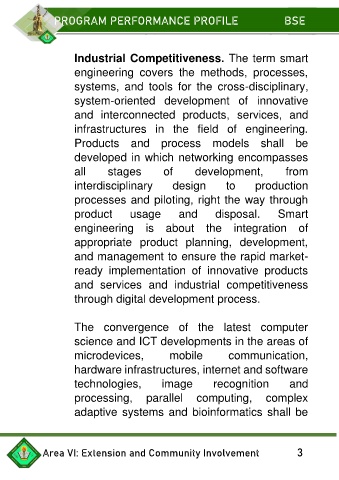 PROGRAM PERFORMANCE PROFILE BSE
Industrial Competitiveness. The term smart
engineering covers the methods, processes,
systems, and tools for the cross-disciplinary,
system-oriented development of innovative
and interconnected products, services, and
infrastructures in the field of engineering.
Products and process models shall be
developed in which networking encompasses
all stages of development, from
interdisciplinary design to production
processes and piloting, right the way through
product usage and disposal. Smart
engineering is about the integration of
appropriate product planning, development,
and management to ensure the rapid market-
ready implementation of innovative products
and services and industrial competitiveness
through digital development process.
The convergence of the latest computer
science and ICT developments in the areas of
microdevices, mobile communication,
hardware infrastructures, internet and software
technologies, image recognition and
processing, parallel computing, complex
adaptive systems and bioinformatics shall be
Area VI: Extension and Community Involvement 3